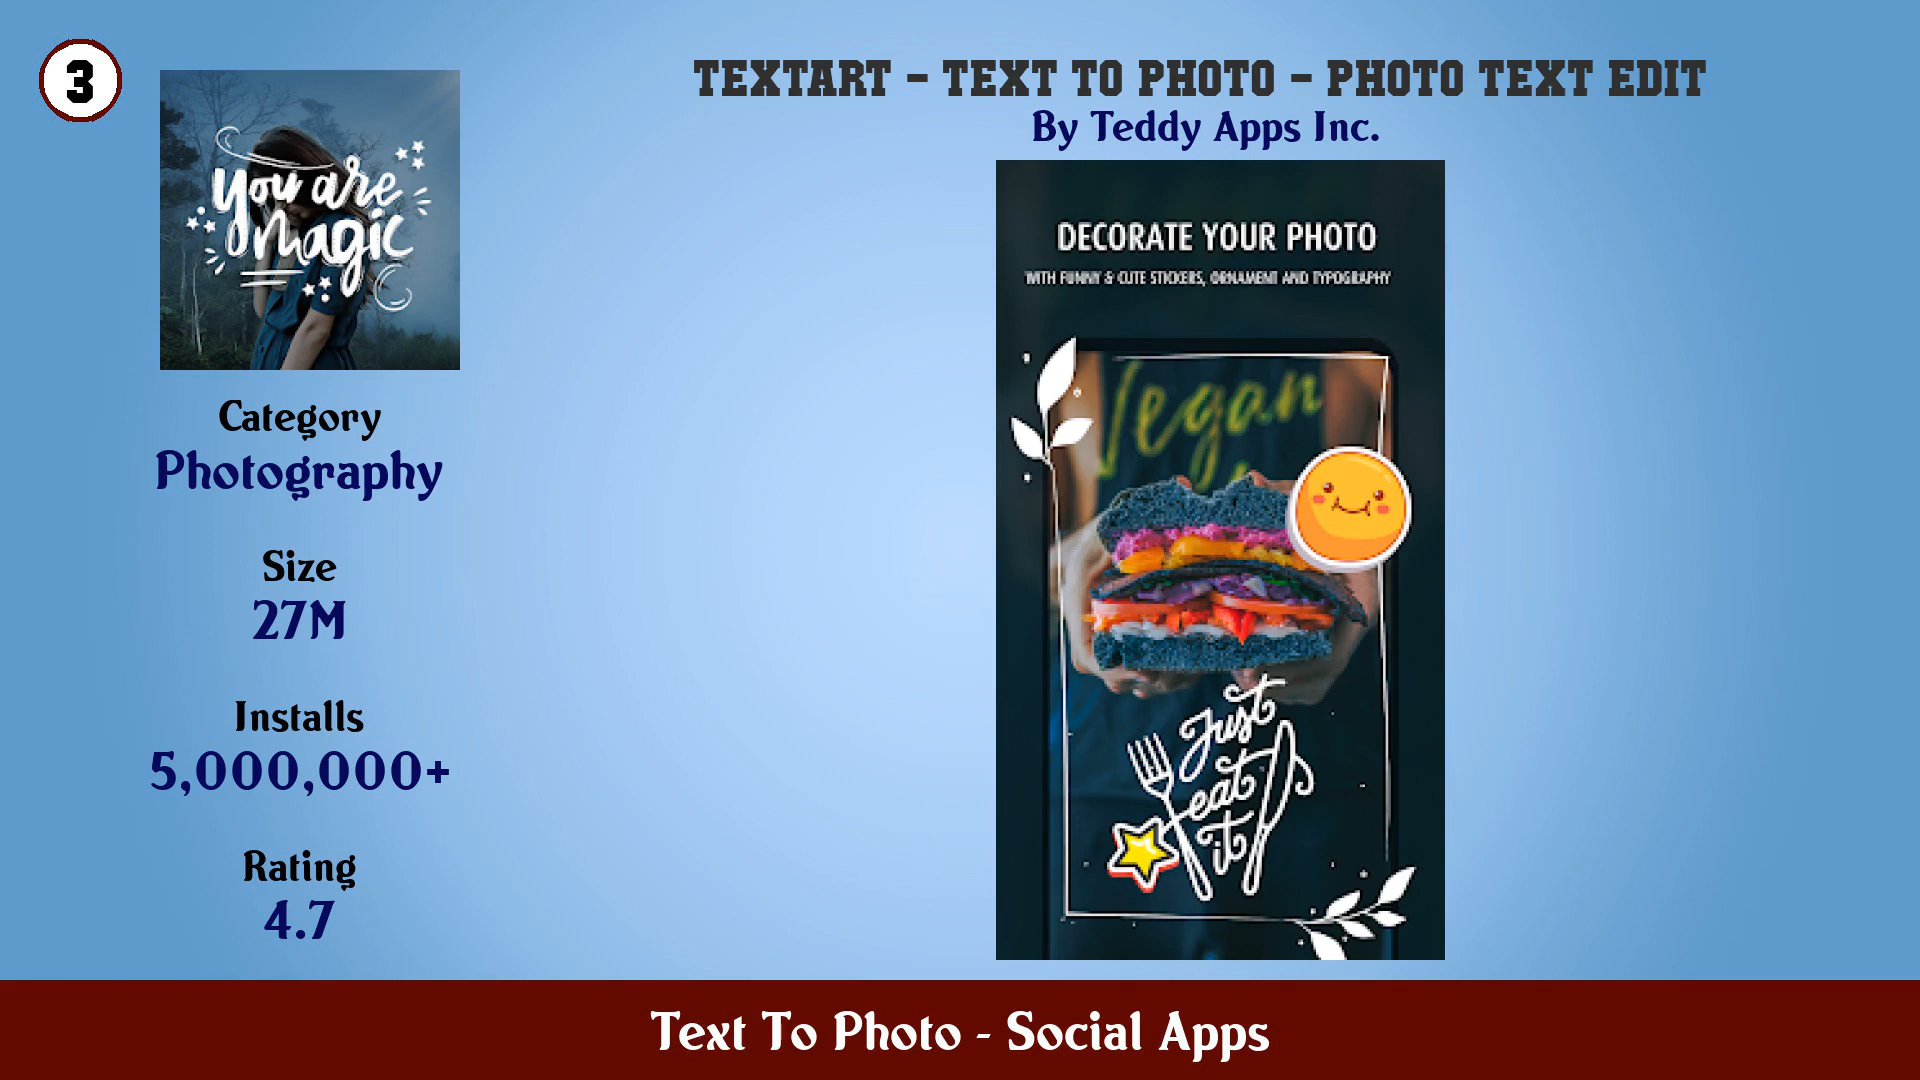 3
TEXTART - TEXT TO PHOTO - PHOTO TEXT EDIT
By Teddy Apps Inc.
you are
magic
Category
Photography
Size
27M
Installs
5,000,000+
Rating
4.7
DECORATE YOUR PHOTO
WITH FUNNY & CUTE STICKERS, ORNAMENT AND TYPOGRAPHY
Vegan
Just
eat
it
Text To Photo - Social Apps